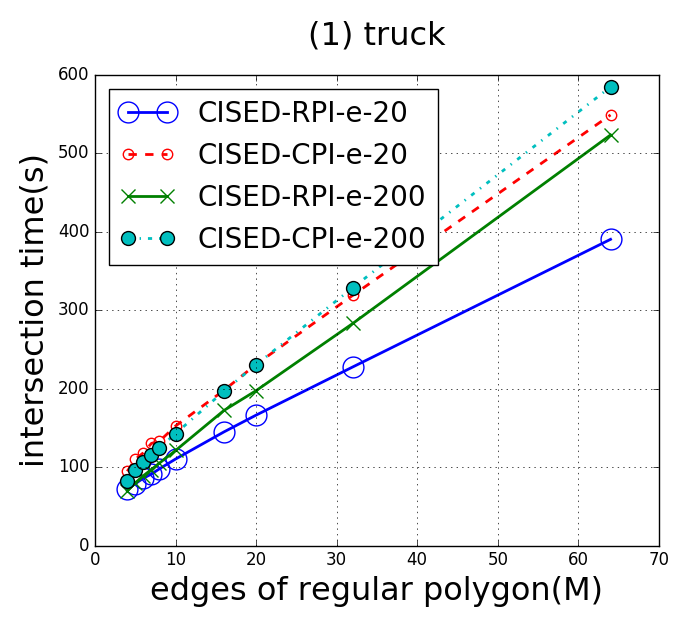 (1) truck
600
500
400
300
200
100
0
intersection time(s)
CISED-RPI-e-20
CISED-CPI-e-20
CISED-RPI-e-200
CISED-CPI-e-200
0 10 20 30 40 50 60 70
edges of regular polygon(M)